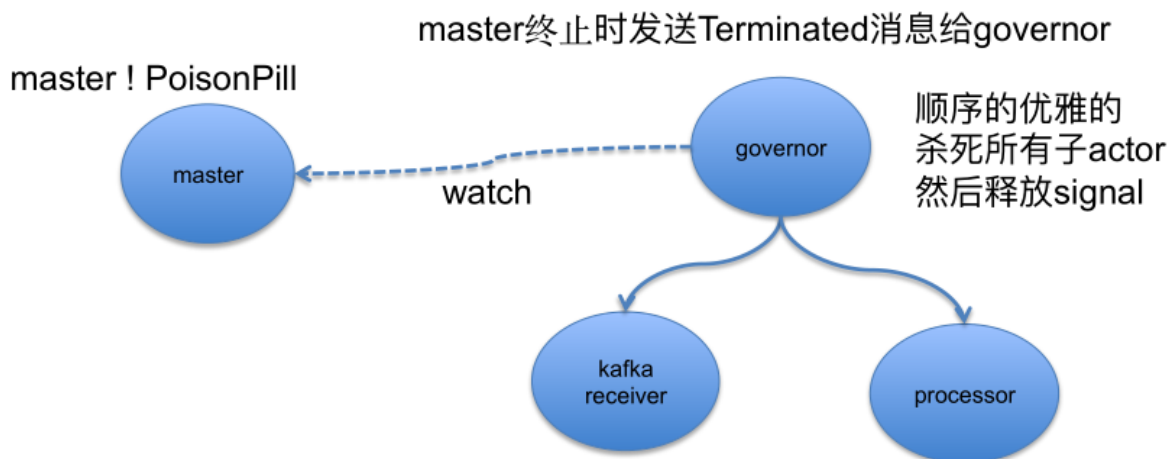 master终止时发送Terminated消息给governor
master ! PoisonPill
顺序的优雅的
杀死所有子actor
然后释放signal
master
governor
watch
kafka
receiver
processor